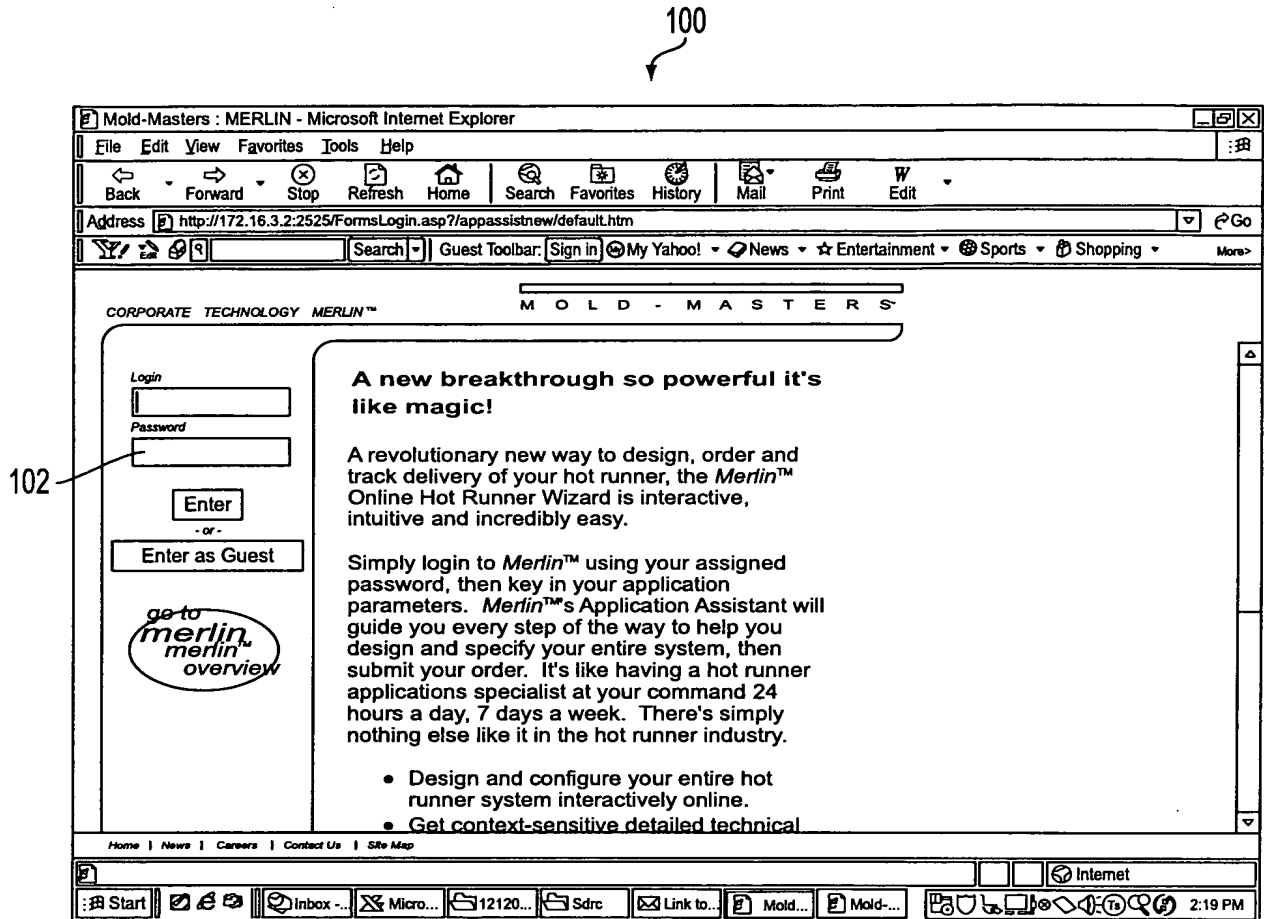 100
Mold-Masters : MERLIN - Microsoft Internet Explorer
File Edit View Favorites Tools Help
Back Forward Stop Refresh Home Search Favorites History Mail Print Edit
Address http://172.16.3.2:2525/FormsLogin.asp?/appassistnew/default.htm Go
Y! Edit Search Guest Toolbar: Sign in My Yahoo! News Entertainment Sports Shopping More>
CORPORATE TECHNOLOGY MERLIN™ MOLD-MASTERS™
Login
Password
102
Enter
- or -
Enter as Guest
go to
merlin
merlin™
overview
A new breakthrough so powerful it's
like magic!
A revolutionary new way to design, order and
track delivery of your hot runner, the Merlin™
Online Hot Runner Wizard is interactive,
intuitive and incredibly easy.
Simply login to Merlin™ using your assigned
password, then key in your application
parameters. Merlin™'s Application Assistant will
guide you every step of the way to help you
design and specify your entire system, then
submit your order. It's like having a hot runner
applications specialist at your command 24
hours a day, 7 days a week. There's simply
nothing else like it in the hot runner industry.
• Design and configure your entire hot
runner system interactively online.
• Get context-sensitive detailed technical
Home | News | Careers | Contact Us | Site Map
Internet
Start Inbox -... Micro... 12120... Sdrc Link to... Mold... Mold-... 2:19 PM